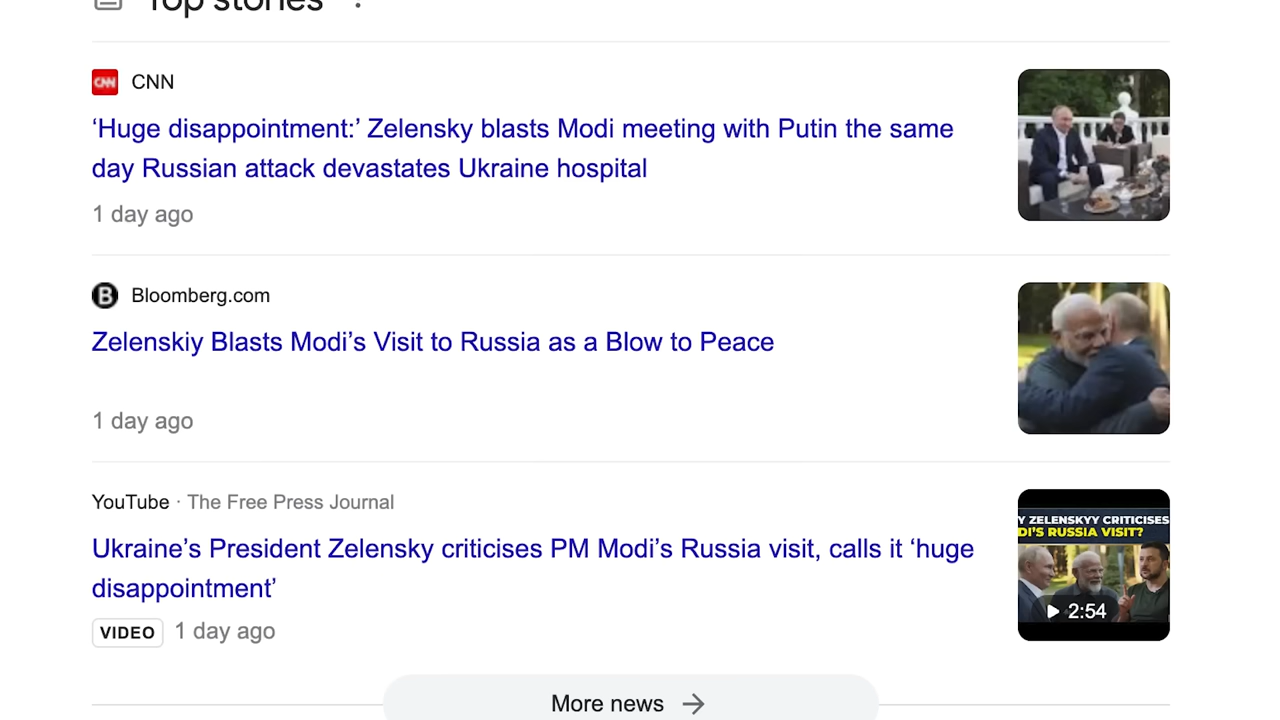 Top stories
CNN
‘Huge disappointment:’ Zelensky blasts Modi meeting with Putin the same
day Russian attack devastates Ukraine hospital
1 day ago
Bloomberg.com
Zelenskiy Blasts Modi’s Visit to Russia as a Blow to Peace
1 day ago
YouTube · The Free Press Journal
Ukraine’s President Zelensky criticises PM Modi’s Russia visit, calls it ‘huge
disappointment’
VIDEO 1 day ago
Y ZELENSKYY CRITICISES
DI’S RUSSIA VISIT?
2:54
More news